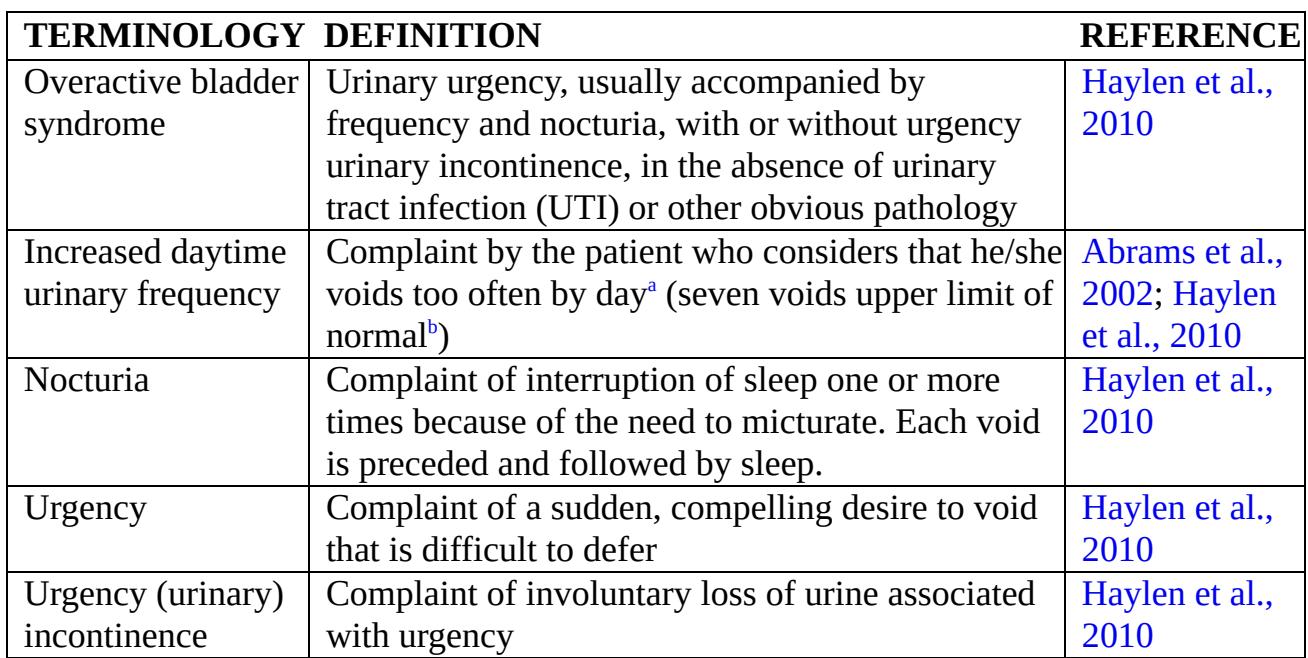 TERMINOLOGY DEFINITION REFERENCE
Overactive bladder syndrome
Urinary urgency, usually accompanied by
frequency and nocturia, with or without urgency
urinary incontinence, in the absence of urinary
tract infection (UTI) or other obvious pathology
Haylen et al.,
2010
Increased daytime
urinary frequency
Complaint by the patient who considers that he/she
voids too often by dayᵃ (seven voids upper limit of
normalᵇ)
Abrams et al.,
2002; Haylen
et al., 2010
Nocturia
Complaint of interruption of sleep one or more
times because of the need to micturate. Each void
is preceded and followed by sleep.
Haylen et al.,
2010
Urgency
Complaint of a sudden, compelling desire to void
that is difficult to defer
Haylen et al.,
2010
Urgency (urinary)
incontinence
Complaint of involuntary loss of urine associated
with urgency
Haylen et al.,
2010